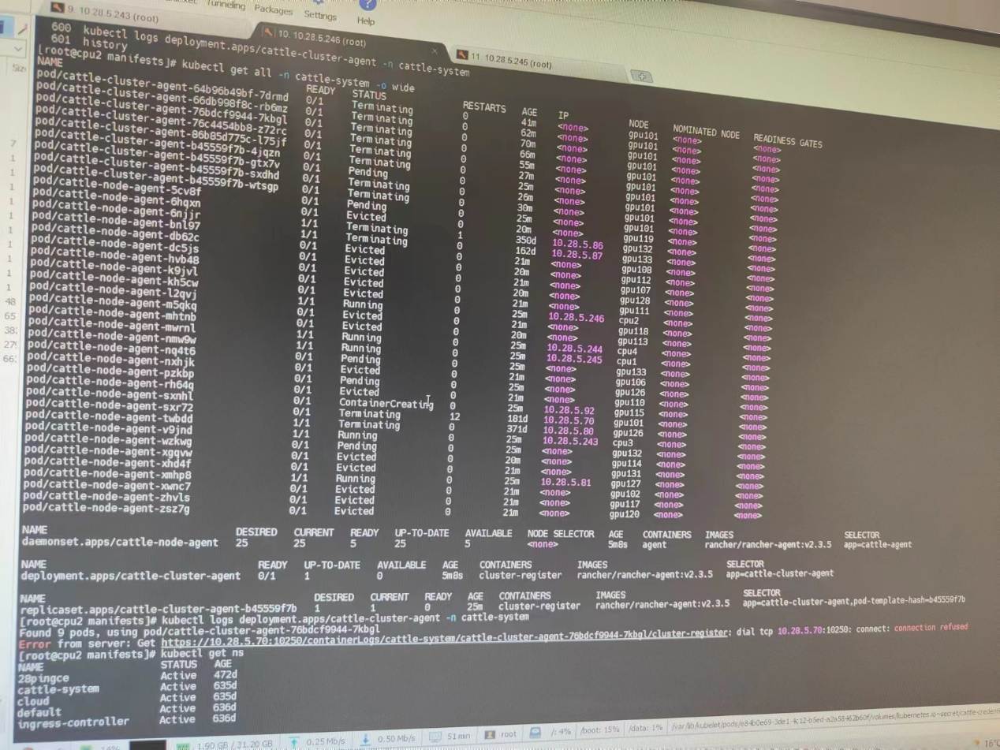 Tunneling Packages Settings Help
9. 10.28.5.243 (root)
10. 10.28.5.246 (root)
11. 10.28.5.245 (root)
600 kubectl logs deployment.apps/cattle-cluster-agent -n cattle-system
601 history
[root@cpu2 manifests]# kubectl get all -n cattle-system -o wide
NAME READY STATUS RESTARTS AGE IP NODE NOMINATED NODE READINESS GATES
pod/cattle-cluster-agent-64b96b49bf-7drmd 0/1 Terminating 0 41m <none> gpu101 <none> <none>
pod/cattle-cluster-agent-66db998f8c-rb6mz 0/1 Terminating 0 62m <none> gpu101 <none> <none>
pod/cattle-cluster-agent-76bdcf9944-7kbgl 0/1 Terminating 0 70m <none> gpu101 <none> <none>
pod/cattle-cluster-agent-76c4454bb8-z72rc 0/1 Terminating 0 66m <none> gpu101 <none> <none>
pod/cattle-cluster-agent-86b85d775c-l75jf 0/1 Terminating 0 55m <none> gpu101 <none> <none>
pod/cattle-cluster-agent-b45559f7b-4jqzn 0/1 Terminating 0 27m <none> gpu101 <none> <none>
pod/cattle-cluster-agent-b45559f7b-gtx7v 0/1 Pending 0 25m <none> gpu101 <none> <none>
pod/cattle-cluster-agent-b45559f7b-sxdhd 0/1 Terminating 0 26m <none> gpu101 <none> <none>
pod/cattle-cluster-agent-b45559f7b-wtsgp 0/1 Terminating 0 30m <none> gpu101 <none> <none>
pod/cattle-node-agent-5cv8f 0/1 Pending 0 25m <none> gpu101 <none> <none>
pod/cattle-node-agent-6hqxn 0/1 Evicted 0 20m <none> gpu119 <none> <none>
pod/cattle-node-agent-6njjr 1/1 Terminating 1 350d 10.28.5.86 gpu132 <none> <none>
pod/cattle-node-agent-bnl97 1/1 Terminating 0 162d 10.28.5.87 gpu133 <none> <none>
pod/cattle-node-agent-db62c 0/1 Evicted 0 21m <none> gpu108 <none> <none>
pod/cattle-node-agent-dc5js 0/1 Evicted 0 20m <none> gpu112 <none> <none>
pod/cattle-node-agent-hvb48 0/1 Evicted 0 21m <none> gpu107 <none> <none>
pod/cattle-node-agent-k9jvl 0/1 Evicted 0 20m <none> gpu128 <none> <none>
pod/cattle-node-agent-kh5cw 0/1 Evicted 0 21m <none> gpu111 <none> <none>
pod/cattle-node-agent-l2qvj 1/1 Running 0 25m 10.28.5.246 cpu2 <none> <none>
pod/cattle-node-agent-m5qkq 0/1 Evicted 0 21m <none> gpu118 <none> <none>
pod/cattle-node-agent-mhtnb 0/1 Evicted 0 20m <none> gpu113 <none> <none>
pod/cattle-node-agent-mwrnl 1/1 Running 0 25m 10.28.5.244 cpu4 <none> <none>
pod/cattle-node-agent-nmw9w 1/1 Running 0 25m 10.28.5.245 cpu1 <none> <none>
pod/cattle-node-agent-nq4t6 0/1 Pending 0 25m <none> gpu133 <none> <none>
pod/cattle-node-agent-nxhjk 0/1 Evicted 0 21m <none> gpu106 <none> <none>
pod/cattle-node-agent-pzkbp 0/1 Pending 0 25m <none> gpu126 <none> <none>
pod/cattle-node-agent-rh64q 0/1 Evicted 0 21m <none> gpu110 <none> <none>
pod/cattle-node-agent-sxnhl 0/1 ContainerCreating 0 25m 10.28.5.92 gpu115 <none> <none>
pod/cattle-node-agent-sxr72 0/1 Terminating 12 181d 10.28.5.70 gpu101 <none> <none>
pod/cattle-node-agent-twbdd 1/1 Terminating 0 371d 10.28.5.80 gpu126 <none> <none>
pod/cattle-node-agent-v9jnd 1/1 Running 0 25m 10.28.5.243 cpu3 <none> <none>
pod/cattle-node-agent-wzkwg 0/1 Pending 0 25m <none> gpu132 <none> <none>
pod/cattle-node-agent-xgqvw 0/1 Evicted 0 20m <none> gpu114 <none> <none>
pod/cattle-node-agent-xhd4f 0/1 Evicted 0 21m <none> gpu131 <none> <none>
pod/cattle-node-agent-xmhp8 1/1 Running 0 25m 10.28.5.81 gpu127 <none> <none>
pod/cattle-node-agent-xwnc7 0/1 Evicted 0 21m <none> gpu102 <none> <none>
pod/cattle-node-agent-zhvls 0/1 Evicted 0 21m <none> gpu117 <none> <none>
pod/cattle-node-agent-zsz7g 0/1 Evicted 0 21m <none> gpu120 <none> <none>
NAME DESIRED CURRENT READY UP-TO-DATE AVAILABLE NODE SELECTOR AGE CONTAINERS IMAGES SELECTOR
daemonset.apps/cattle-node-agent 25 25 5 25 5 <none> 5m8s agent rancher/rancher-agent:v2.3.5 app=cattle-agent
NAME READY UP-TO-DATE AVAILABLE AGE CONTAINERS IMAGES SELECTOR
deployment.apps/cattle-cluster-agent 0/1 1 0 5m8s cluster-register rancher/rancher-agent:v2.3.5 app=cattle-cluster-agent
NAME DESIRED CURRENT READY AGE CONTAINERS IMAGES SELECTOR
replicaset.apps/cattle-cluster-agent-b45559f7b 1 1 0 25m cluster-register rancher/rancher-agent:v2.3.5 app=cattle-cluster-agent,pod-template-hash=b45559f7b
[root@cpu2 manifests]# kubectl logs deployment.apps/cattle-cluster-agent -n cattle-system
Found 9 pods, using pod/cattle-cluster-agent-76bdcf9944-7kbgl
Error from server: Get https://10.28.5.70:10250/containerLogs/cattle-system/cattle-cluster-agent-76bdcf9944-7kbgl/cluster-register: dial tcp 10.28.5.70:10250: connect: connection refused
[root@cpu2 manifests]# kubectl get ns
NAME STATUS AGE
28pingce Active 472d
cattle-system Active 635d
cloud Active 635d
default Active 636d
ingress-controller Active 636d
1.90 GB / 31.20 GB 0.25 Mb/s 0.50 Mb/s 51 min root /: 4% /boot: 15% /data: 1%
16°C